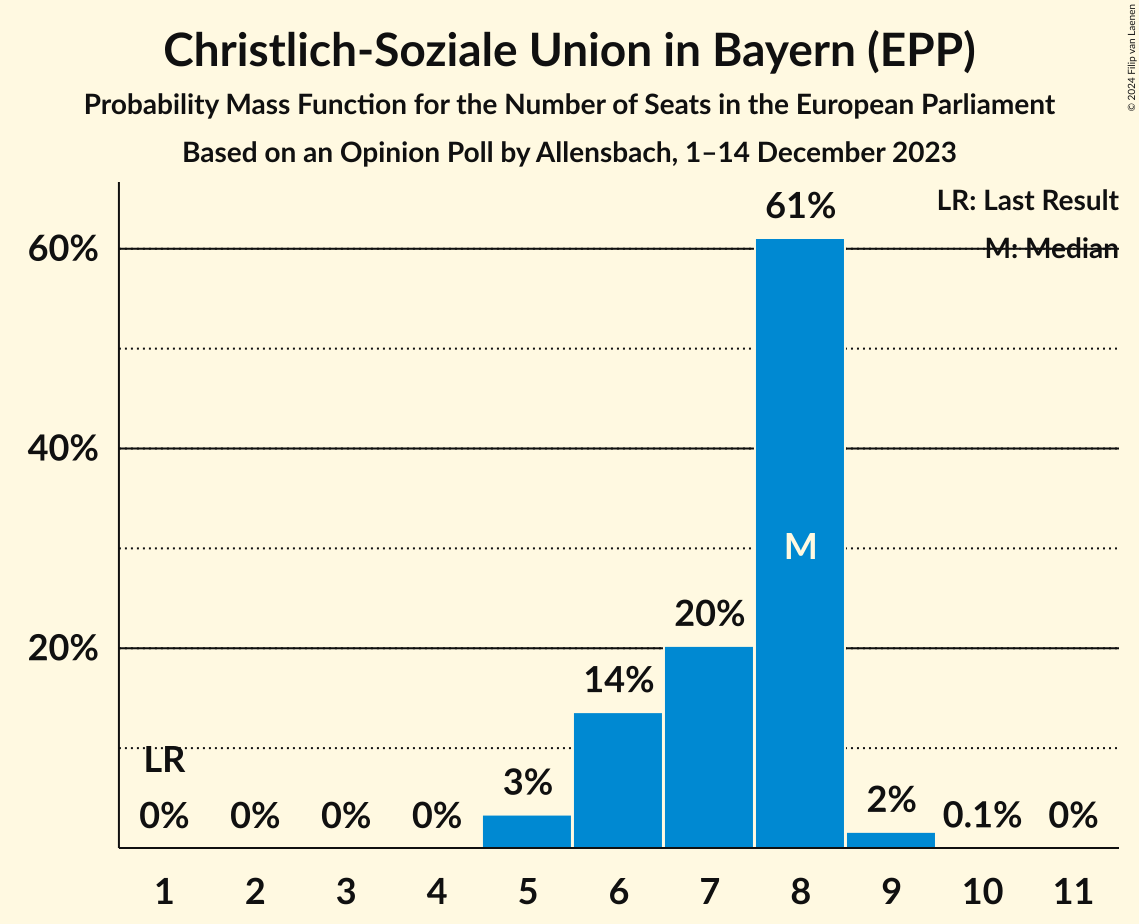 Christlich-Soziale Union in Bayern (EPP)
Probability Mass Function for the Number of Seats in the European Parliament
Based on an Opinion Poll by Allensbach, 1–14 December 2023
© 2024 Filip van Laenen
LR: Last Result
M: Median
60%
40%
20%
61%
M
20%
14%
LR
3%
2%
0% 0% 0% 0% 0.1% 0%
1 2 3 4 5 6 7 8 9 10 11